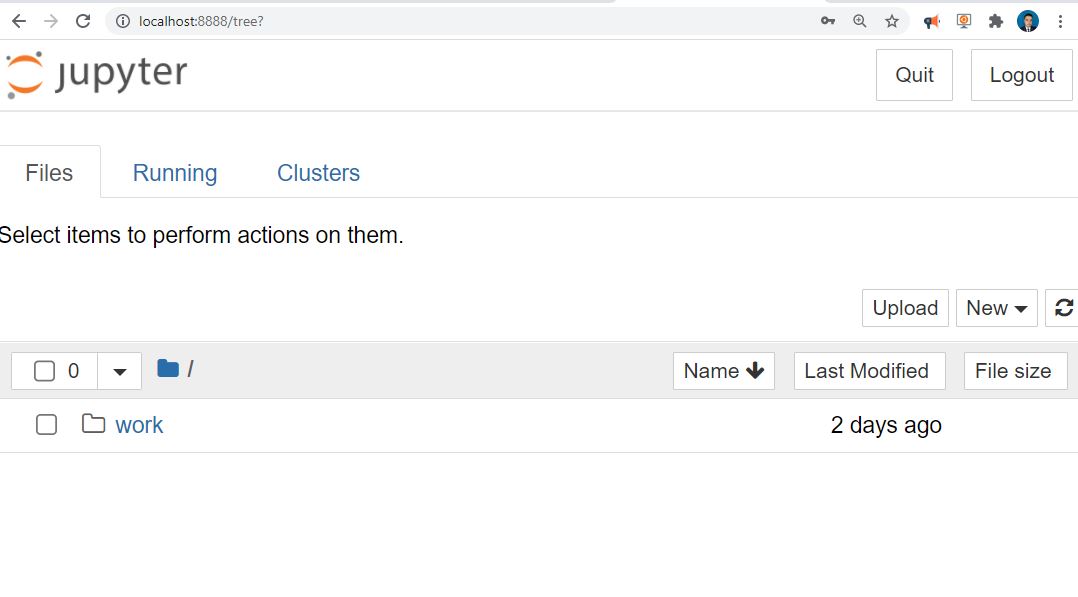 localhost:8888/tree?
jupyter
Quit
Logout
Files
Running
Clusters
Select items to perform actions on them.
Upload
New
0
/
Name
Last Modified
File size
work
2 days ago